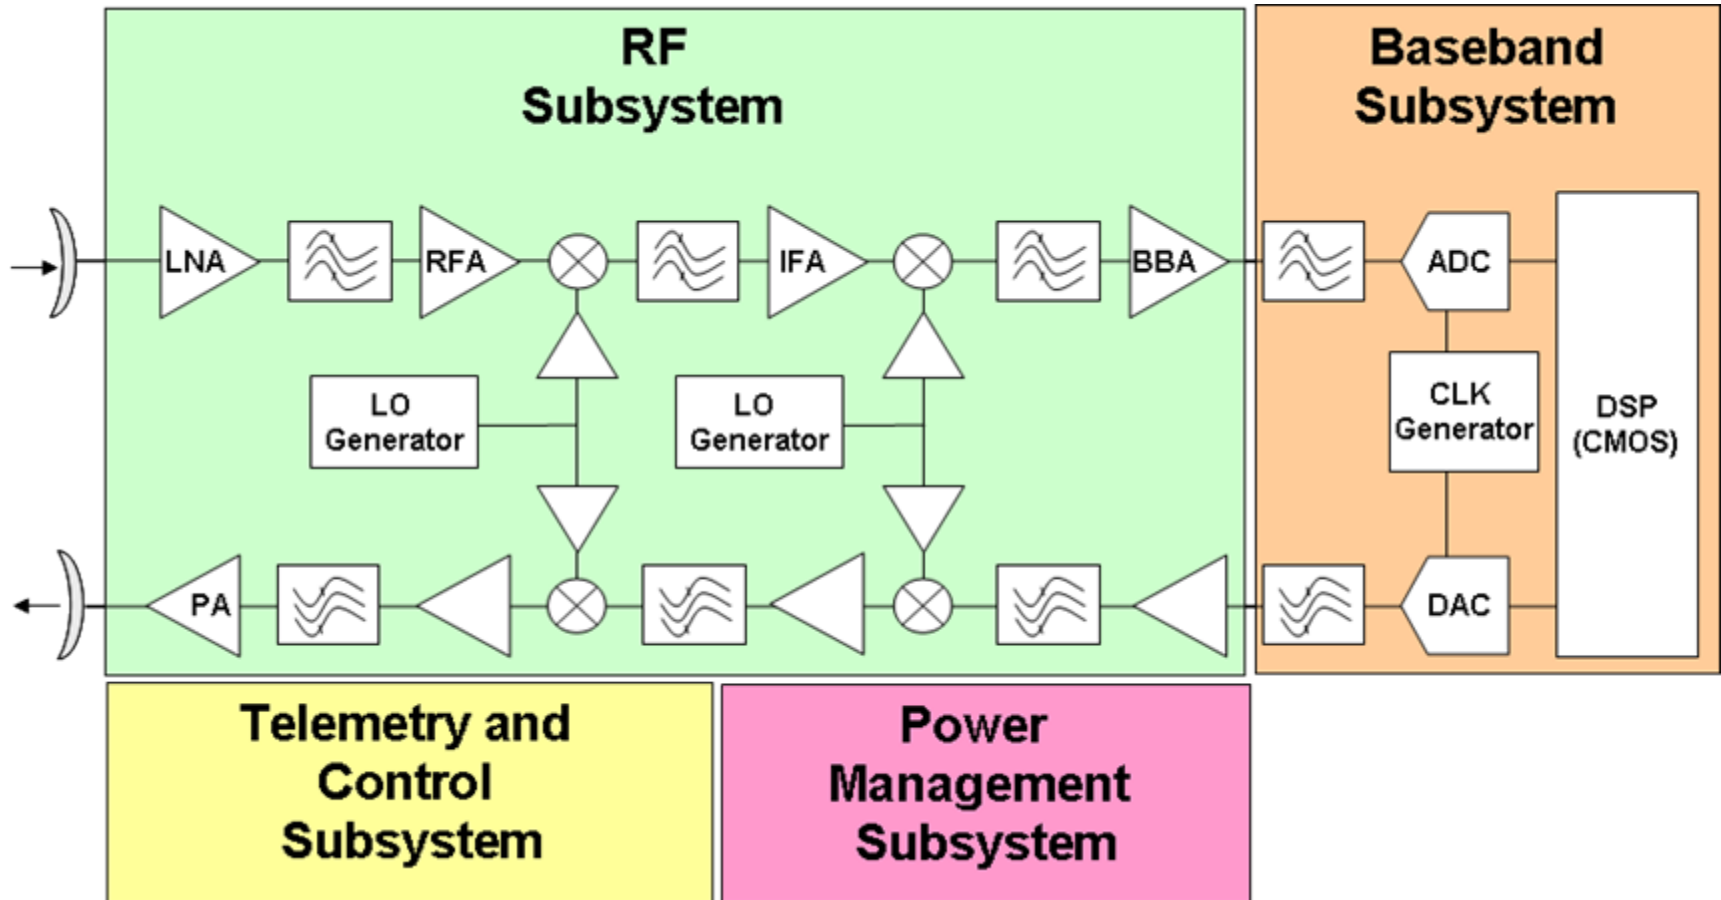 RF
Subsystem
Baseband
Subsystem
LNA
RFA
IFA
BBA
ADC
LO
Generator
LO
Generator
CLK
Generator
DSP
(CMOS)
PA
DAC
Telemetry and
Control
Subsystem
Power
Management
Subsystem